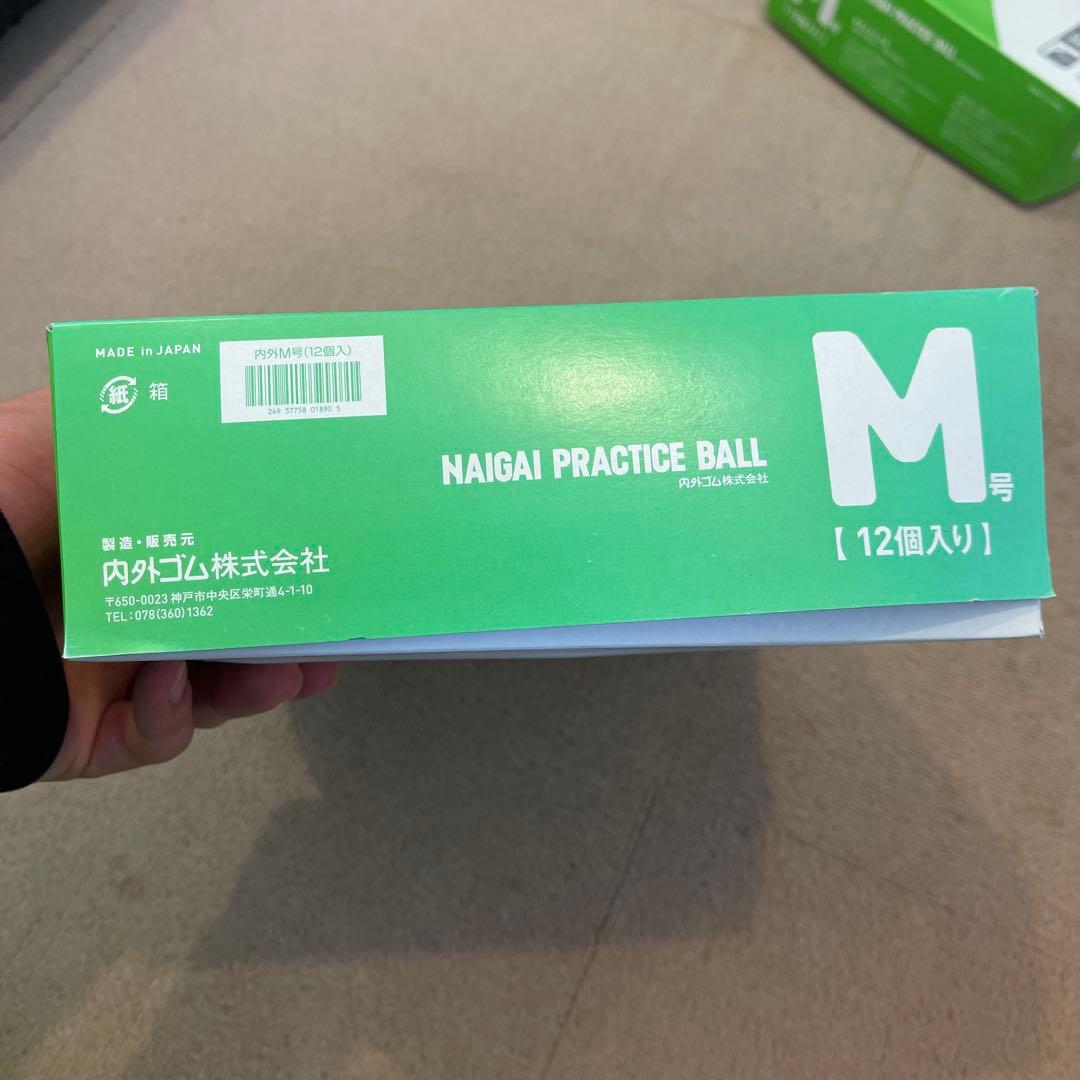 MADE in JAPAN
紙 箱
内外M号(12個入)
249 37758 01890 5
NAIGAI PRACTICE BALL
内外ゴム株式会社
M号
【12個入り】
製造・販売元
内外ゴム株式会社
〒650-0023 神戸市中央区栄町通4-1-10
TEL:078(360)1362
PRACTICE BALL